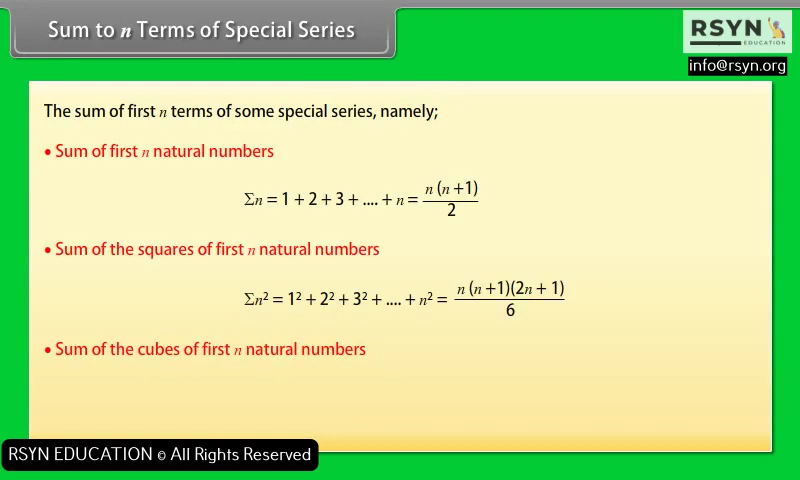 Sum to n Terms of Special Series
RSYN
EDUCATION
info@rsyn.org
The sum of first n terms of some special series, namely;
• Sum of first n natural numbers
Σn = 1 + 2 + 3 + .... + n = n (n +1) / 2
• Sum of the squares of first n natural numbers
Σn² = 1² + 2² + 3² + .... + n² = n (n +1)(2n + 1) / 6
• Sum of the cubes of first n natural numbers
RSYN EDUCATION © All Rights Reserved